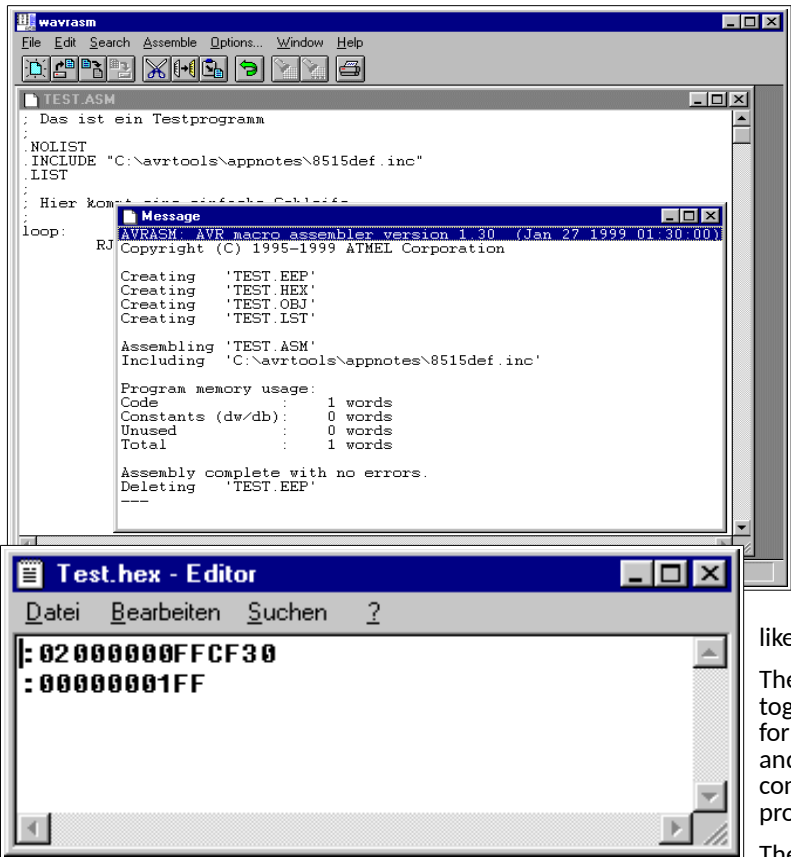 wavrasm
File Edit Search Assemble Options... Window Help
TEST.ASM
; Das ist ein Testprogramm
;
.NOLIST
.INCLUDE "C:\avrtools\appnotes\8515def.inc"
.LIST
;
; Hier kommt eine einfache Schleife
;
loop:
RJ
Message
AVRASM: AVR macro assembler version 1.30 (Jan 27 1999 01:30:00)
Copyright (C) 1995-1999 ATMEL Corporation
Creating 'TEST.EEP'
Creating 'TEST.HEX'
Creating 'TEST.OBJ'
Creating 'TEST.LST'
Assembling 'TEST.ASM'
Including 'C:\avrtools\appnotes\8515def.inc'
Program memory usage:
Code : 1 words
Constants (dw/db): 0 words
Unused : 0 words
Total : 1 words
Assembly complete with no errors.
Deleting 'TEST.EEP'
---
Test.hex - Editor
Datei Bearbeiten Suchen ?
:02000000FFCF30
:00000001FF
like
The
tog
for
and
con
pro
The